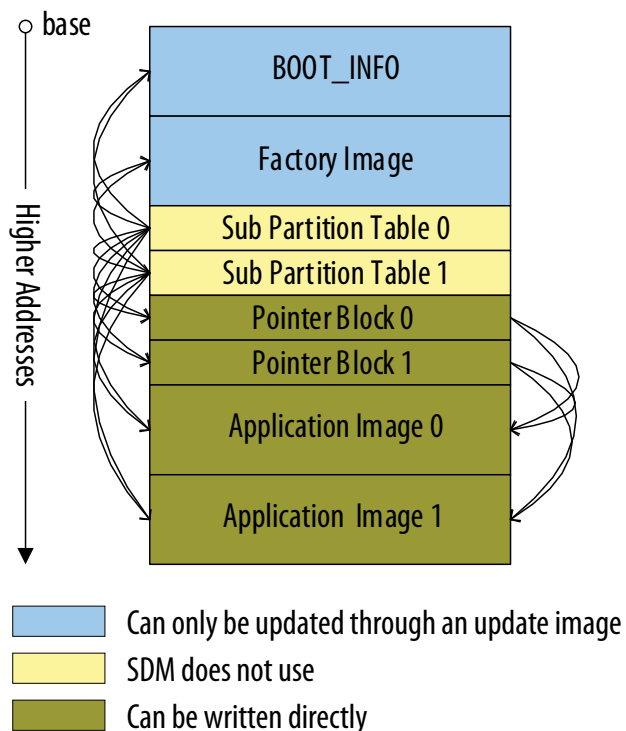 base
BOOT_INFO
Factory Image
Sub Partition Table 0
Sub Partition Table 1
Pointer Block 0
Pointer Block 1
Application Image 0
Application Image 1
Higher Addresses
Can only be updated through an update image
SDM does not use
Can be written directly